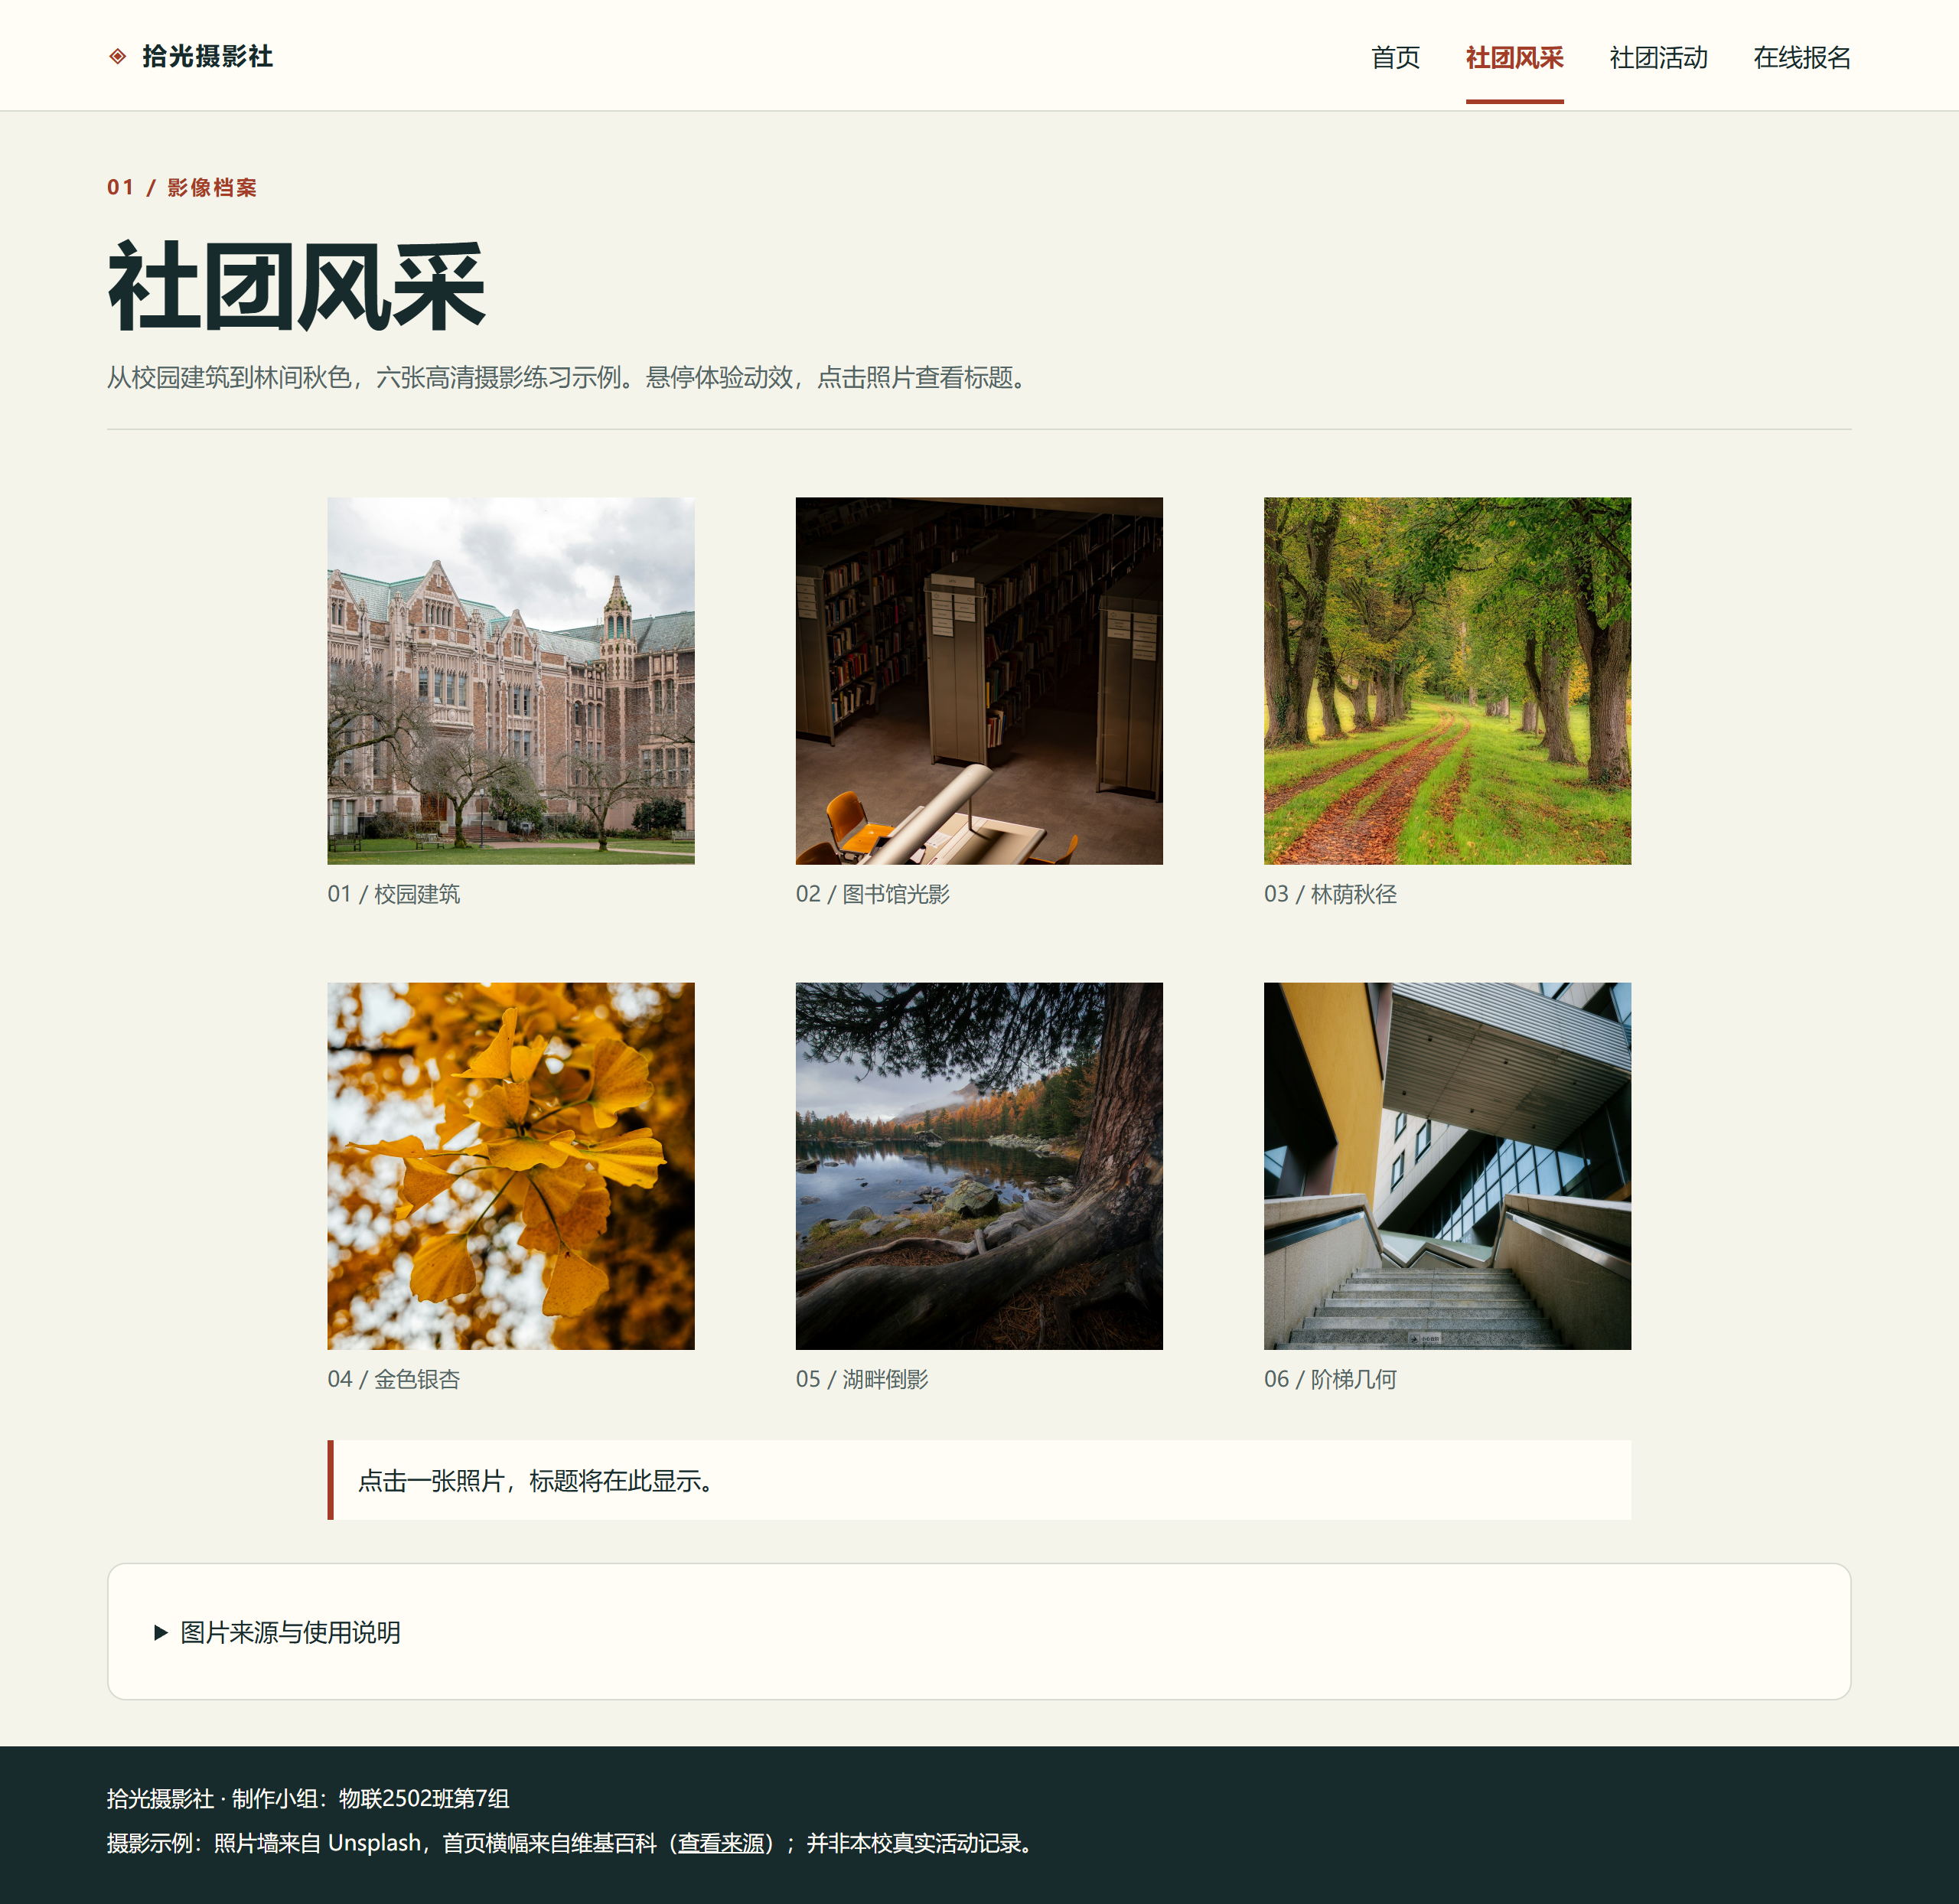 拾光摄影社
首页 社团风采 社团活动 在线报名
01 / 影像档案
社团风采
从校园建筑到林间秋色，六张高清摄影练习示例。悬停体验动效，点击照片查看标题。
01 / 校园建筑
02 / 图书馆光影
03 / 林荫秋径
04 / 金色银杏
05 / 湖畔倒影
06 / 阶梯几何
点击一张照片，标题将在此显示。
图片来源与使用说明
拾光摄影社 · 制作小组：物联2502班第7组
摄影示例：照片墙来自 Unsplash，首页横幅来自维基百科（查看来源）；并非本校真实活动记录。